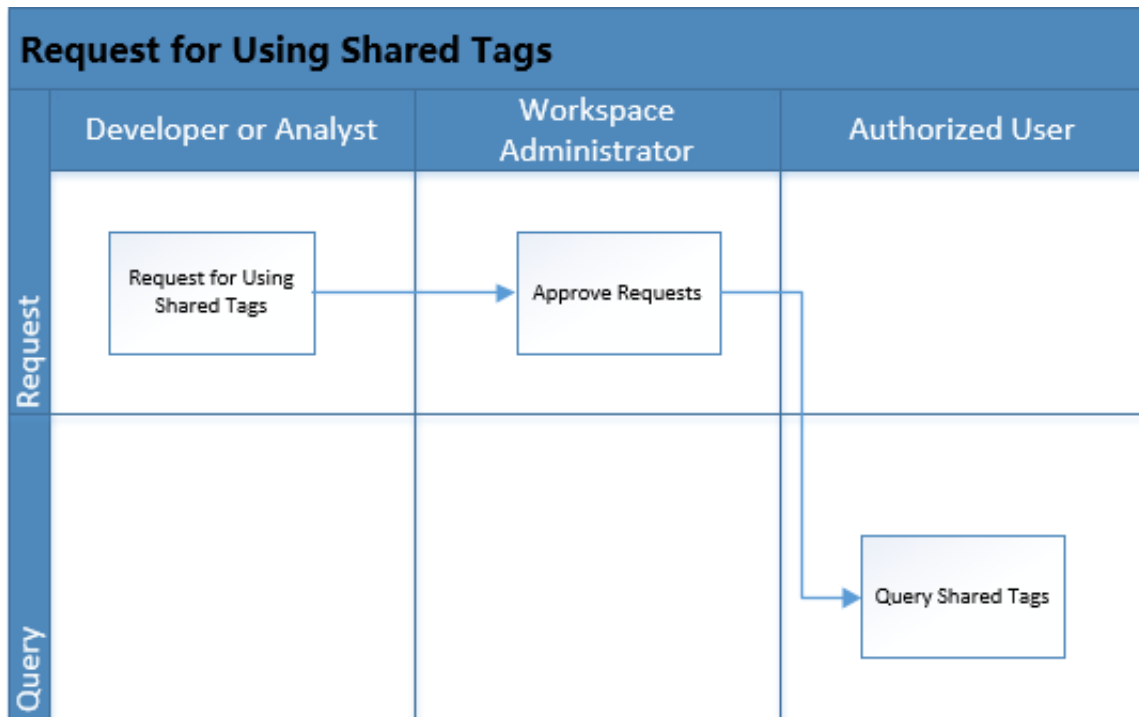 Request for Using Shared Tags
Developer or Analyst
Workspace
Administrator
Authorized User
Request
Request for Using
Shared Tags
Approve Requests
Query
Query Shared Tags